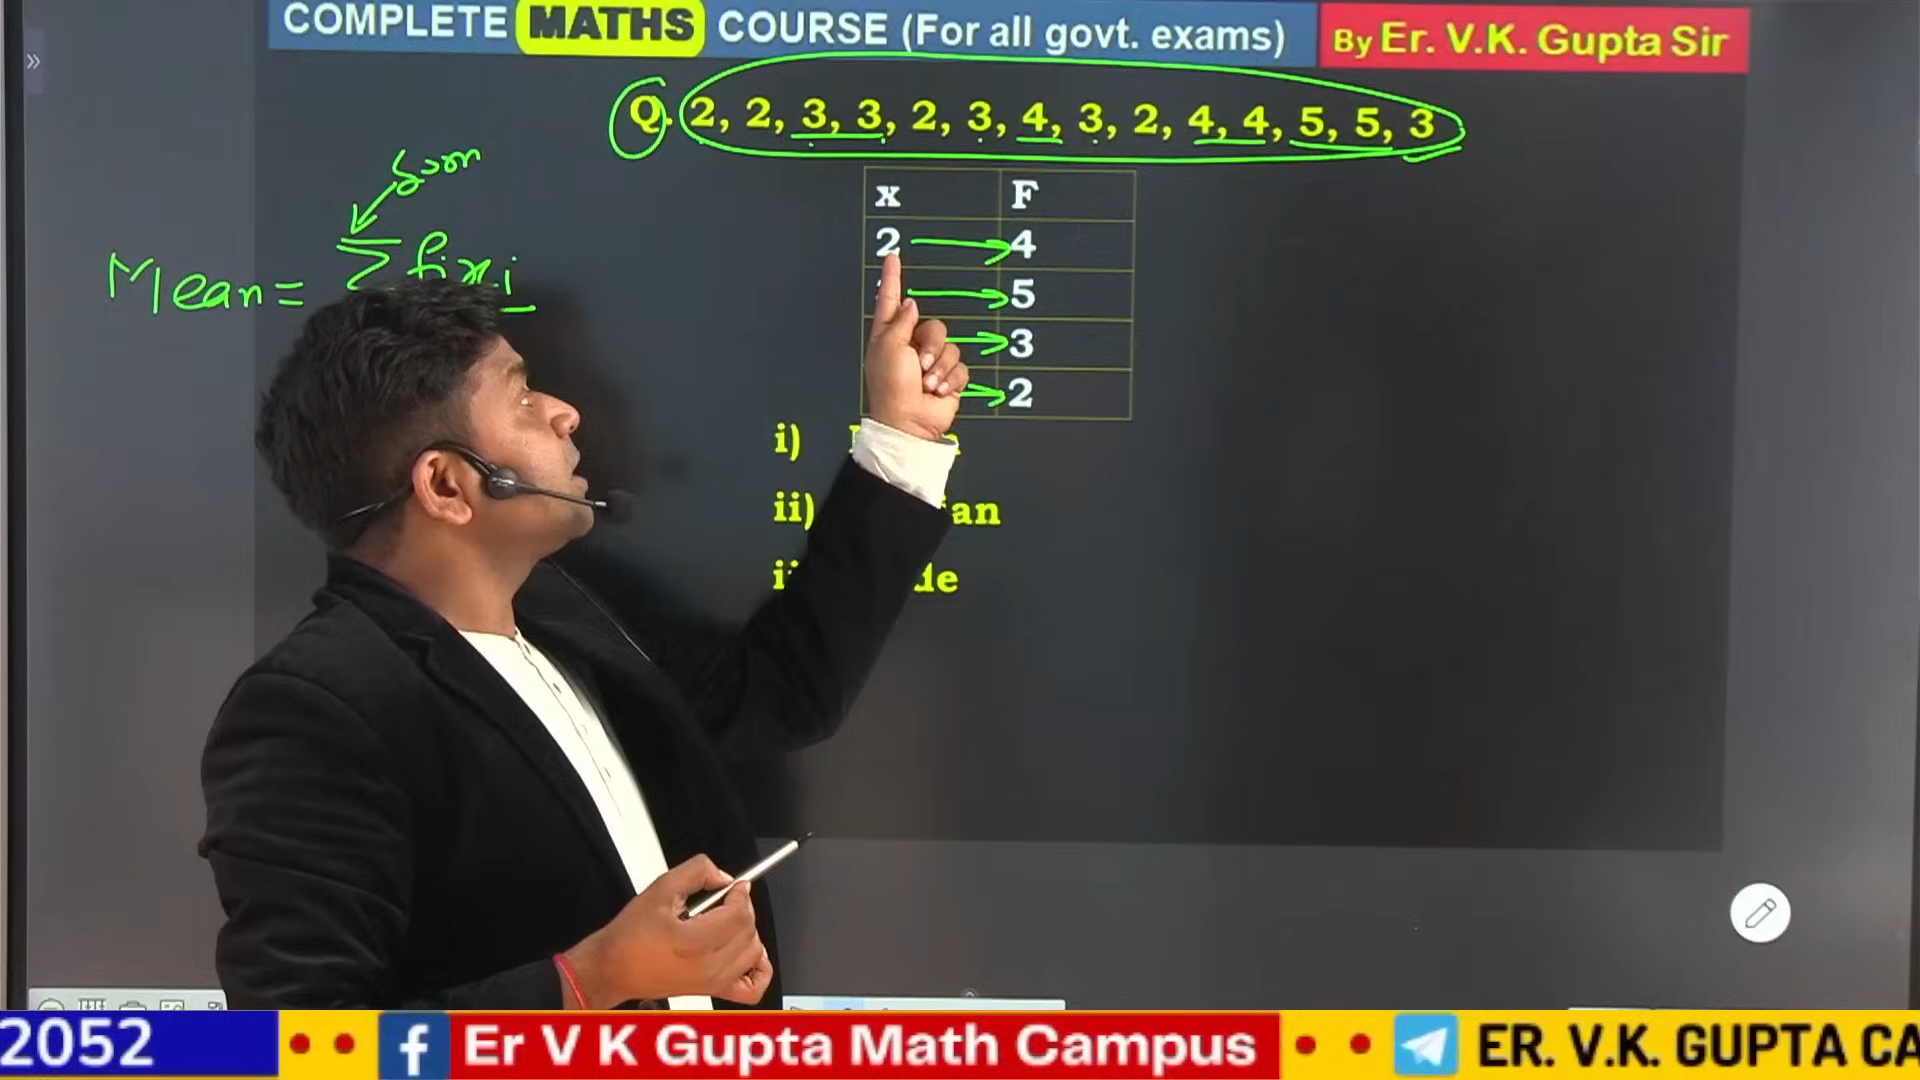 COMPLETE MATHS COURSE (For all govt. exams) By Er. V.K. Gupta Sir
Q. 2, 2, 3, 3, 2, 3, 4, 3, 2, 4, 4, 5, 5, 3
Sum
Mean = Σ fixi
x F
2 4
5
3
2
i)
ii) ian
de
2052 f Er V K Gupta Math Campus ER. V.K. GUPTA CA